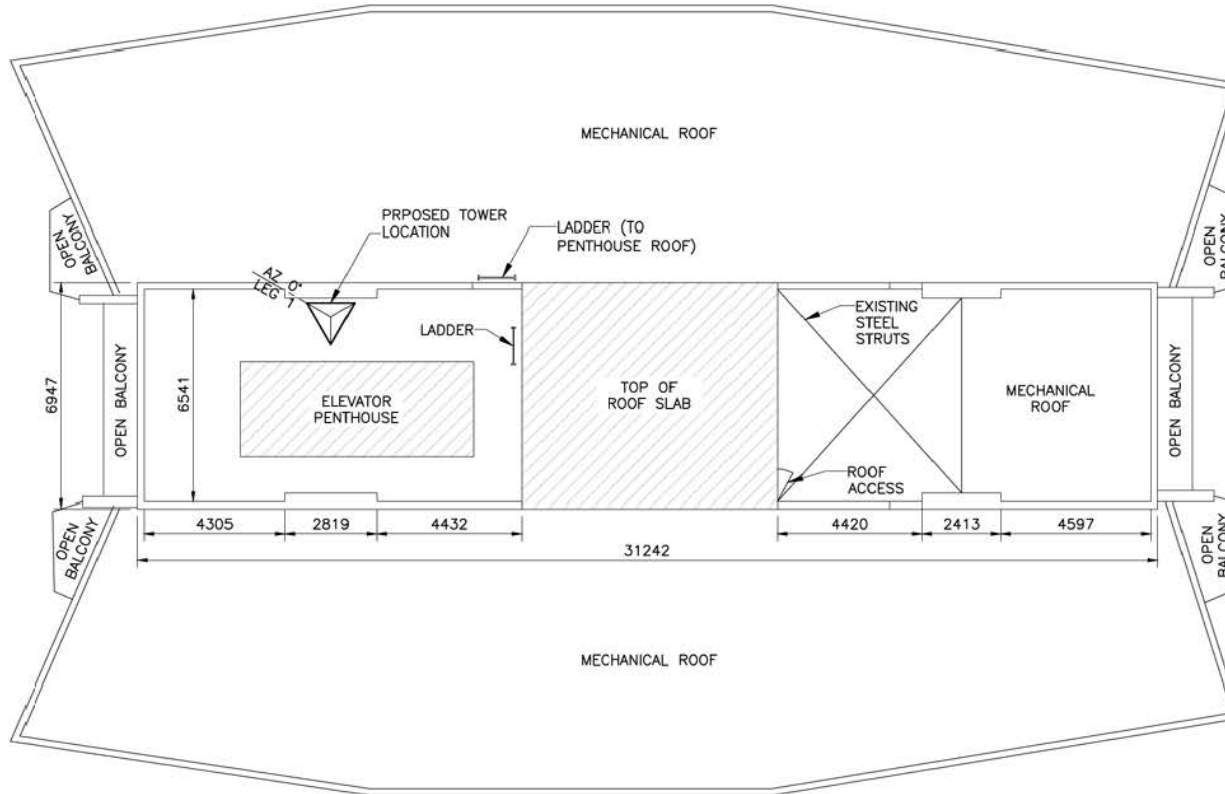 MECHANICAL ROOF
PRPOSED TOWER
LOCATION
LADDER (TO
PENTHOUSE ROOF)
OPEN
BALCONY
OPEN
BALCONY
AZ 0°
LEG 1
EXISTING
STEEL
STRUTS
LADDER
6947
OPEN BALCONY
6541
ELEVATOR
PENTHOUSE
TOP OF
ROOF SLAB
MECHANICAL
ROOF
OPEN BALCONY
ROOF
ACCESS
OPEN
BALCONY
4305
2819
4432
4420
2413
4597
OPEN
BALCONY
31242
MECHANICAL ROOF